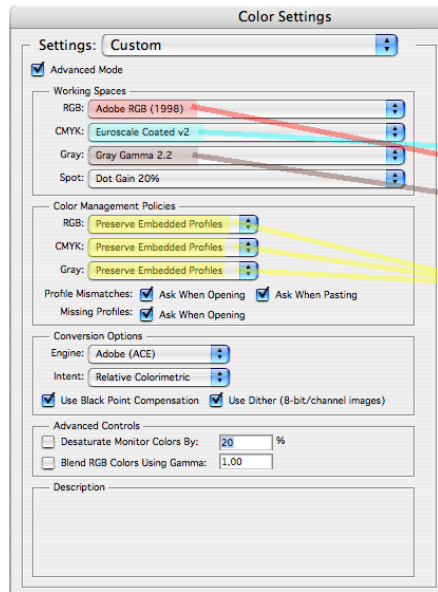 Color Settings
Settings: Custom
Advanced Mode
Working Spaces
RGB: Adobe RGB (1998)
CMYK: Euroscale Coated v2
Gray: Gray Gamma 2.2
Spot: Dot Gain 20%
Color Management Policies
RGB: Preserve Embedded Profiles
CMYK: Preserve Embedded Profiles
Gray: Preserve Embedded Profiles
Profile Mismatches: Ask When Opening Ask When Pasting
Missing Profiles: Ask When Opening
Conversion Options
Engine: Adobe (ACE)
Intent: Relative Colorimetric
Use Black Point Compensation Use Dither (8-bit/channel images)
Advanced Controls
Desaturate Monitor Colors By: 20 %
Blend RGB Colors Using Gamma: 1,00
Description